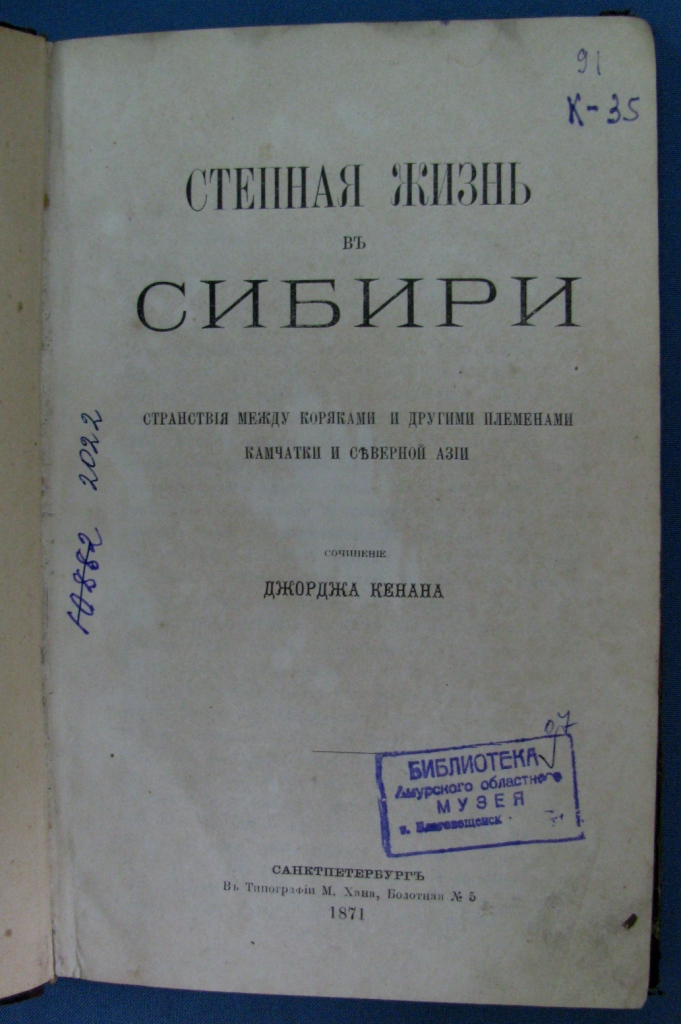 91
К-35
СТЕПНАЯ ЖИЗНЬ
ВЪ
СИБИРИ
СТРАНСТВІЯ МЕЖДУ КОРЯКАМИ И ДРУГИМИ ПЛЕМЕНАМИ
КАМЧАТКИ И СѢВЕРНОЙ АЗІИ
2022
СОЧИНЕНІЕ
ДЖОРДЖА КЕНАНА
БИБЛИОТЕКА
Амурского областного
МУЗЕЯ
г. Благовещенск
САНКТПЕТЕРБУРГЪ
Въ Типографіи М. Хана, Болотная № 5
1871